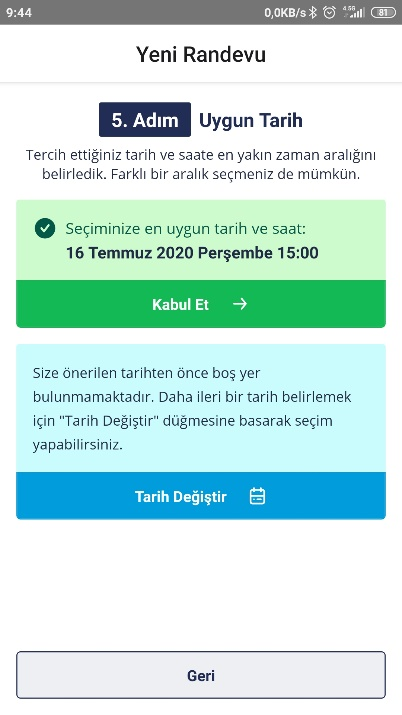 9:44
0,0KB/s
81
Yeni Randevu
5. Adım Uygun Tarih
Tercih ettiğiniz tarih ve saate en yakın zaman aralığını
belirledik. Farklı bir aralık seçmeniz de mümkün.
Seçiminize en uygun tarih ve saat:
16 Temmuz 2020 Perşembe 15:00
Kabul Et
Size önerilen tarihten önce boş yer
bulunmamaktadır. Daha ileri bir tarih belirlemek
için "Tarih Değiştir" düğmesine basarak seçim
yapabilirsiniz.
Tarih Değiştir
Geri